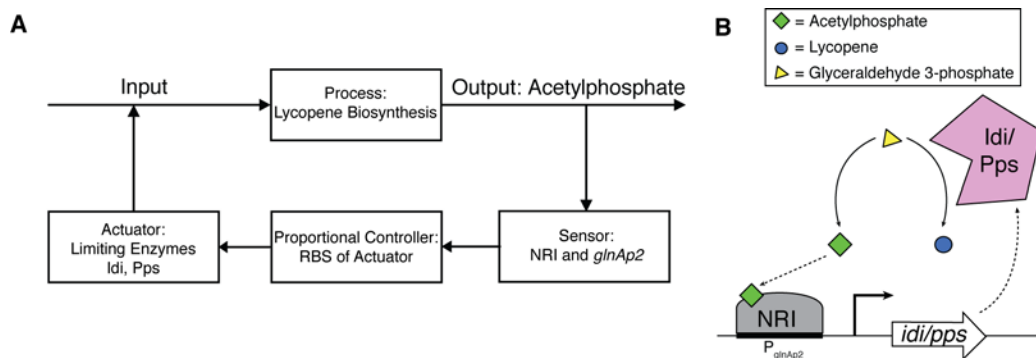 A
Input
Process:
Lycopene Biosynthesis
Output: Acetylphosphate
Actuator:
Limiting Enzymes
Idi, Pps
Proportional Controller:
RBS of Actuator
Sensor:
NRI and glnAp2
B
= Acetylphosphate
= Lycopene
= Glyceraldehyde 3-phosphate
Idi/
Pps
NRI
PglnAp2
idi/pps